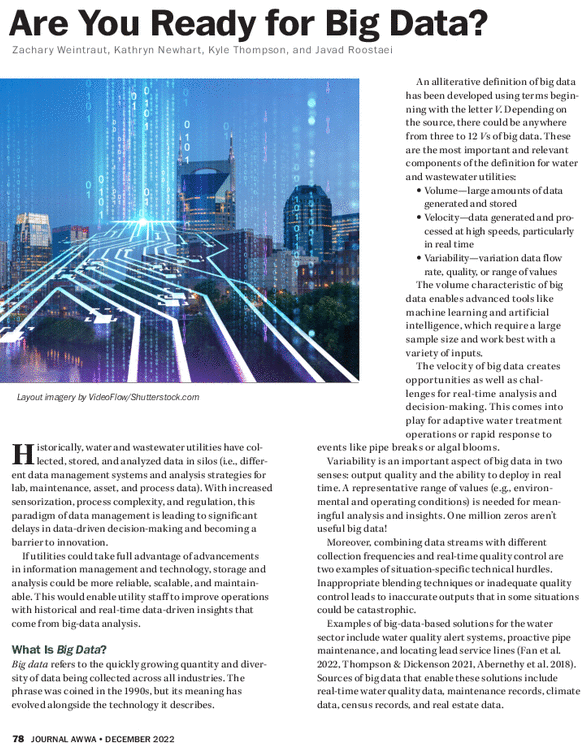 Are You Ready for Big Data?
Zachary Weintraut, Kathryn Newhart, Kyle Thompson, and Javad Roostaei
Layout imagery by VideoFlow/Shutterstock.com
Historically, water and wastewater utilities have col-
lected, stored, and analyzed data in silos (i.e., differ-
ent data management systems and analysis strategies for
lab, maintenance, asset, and process data). With increased
sensorization, process complexity, and regulation, this
paradigm of data management is leading to significant
delays in data-driven decision-making and becoming a
barrier to innovation.
If utilities could take full advantage of advancements
in information management and technology, storage and
analysis could be more reliable, scalable, and maintain-
able. This would enable utility staff to improve operations
with historical and real-time data-driven insights that
come from big-data analysis.
What Is Big Data?
Big data refers to the quickly growing quantity and diver-
sity of data being collected across all industries. The
phrase was coined in the 1990s, but its meaning has
evolved alongside the technology it describes.
An alliterative definition of big data
has been developed using terms begin-
ning with the letter V. Depending on
the source, there could be anywhere
from three to 12 Vs of big data. These
are the most important and relevant
components of the definition for water
and wastewater utilities:
• Volume—large amounts of data
generated and stored
• Velocity—data generated and pro-
cessed at high speeds, particularly
in real time
• Variability—variation data flow
rate, quality, or range of values
The volume characteristic of big
data enables advanced tools like
machine learning and artificial
intelligence, which require a large
sample size and work best with a
variety of inputs.
The velocity of big data creates
opportunities as well as chal-
lenges for real-time analysis and
decision-making. This comes into
play for adaptive water treatment
operations or rapid response to
events like pipe breaks or algal blooms.
Variability is an important aspect of big data in two
senses: output quality and the ability to deploy in real
time. A representative range of values (e.g., environ-
mental and operating conditions) is needed for mean-
ingful analysis and insights. One million zeros aren't
useful big data!
Moreover, combining data streams with different
collection frequencies and real-time quality control are
two examples of situation-specific technical hurdles.
Inappropriate blending techniques or inadequate quality
control leads to inaccurate outputs that in some situations
could be catastrophic.
Examples of big-data-based solutions for the water
sector include water quality alert systems, proactive pipe
maintenance, and locating lead service lines (Fan et al.
2022, Thompson & Dickenson 2021, Abernethy et al. 2018).
Sources of big data that enable these solutions include
real-time water quality data, maintenance records, climate
data, census records, and real estate data.
78 JOURNAL AWWA • DECEMBER 2022